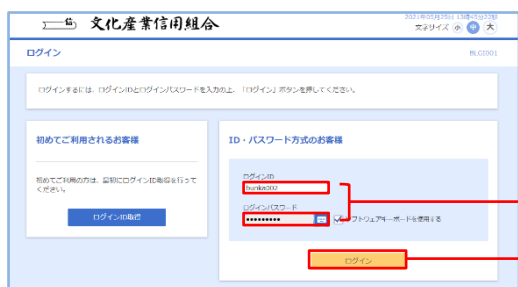 文化産業信用組合
2021年05月25日 13時45分22秒
文字サイズ 小 中 大
ログイン
BLGI001
ログインするには、ログインIDとログインパスワードを入力の上、「ログイン」ボタンを押してください。
初めてご利用されるお客様
初めてご利用の方は、最初にログインID取得を行って
ください。
ログインID取得
ID・パスワード方式のお客様
ログインID
bunka002
ログインパスワード
•••••••••
ソフトウェアキーボードを使用する
ログイン